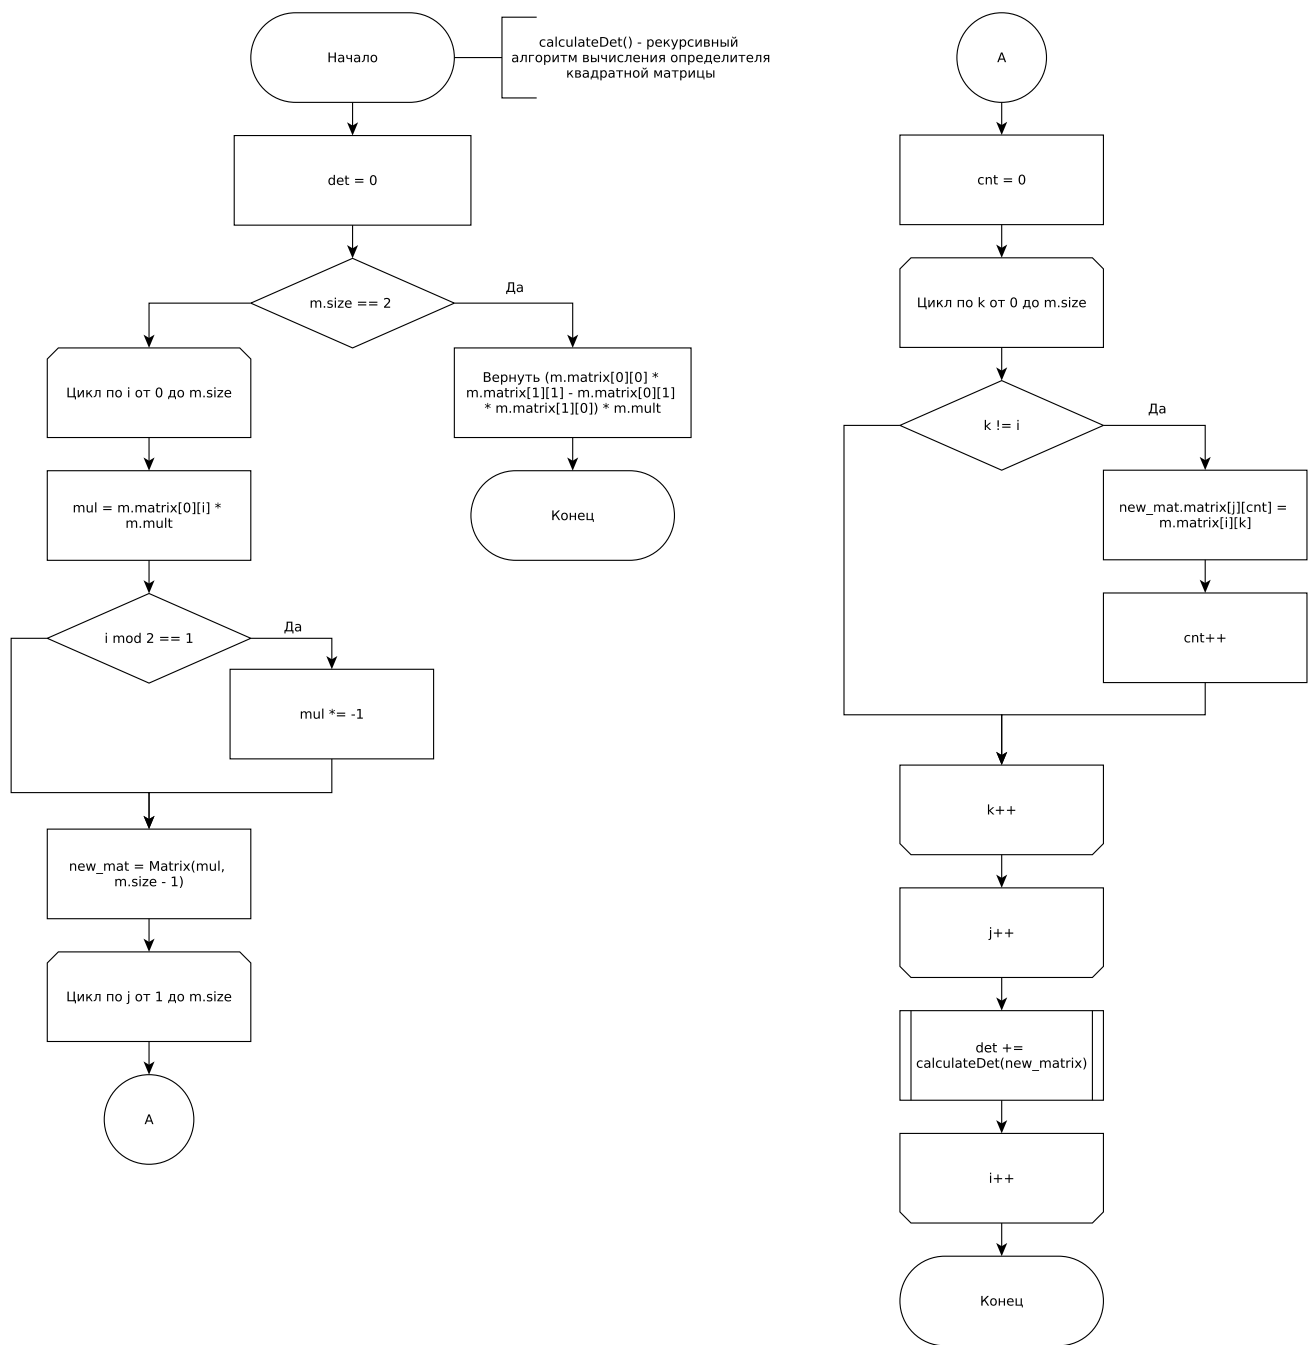 Начало
calculateDet() - рекурсивный
алгоритм вычисления определителя
квадратной матрицы
det = 0
m.size == 2
Да
Вернуть (m.matrix[0][0] *
m.matrix[1][1] - m.matrix[0][1]
* m.matrix[1][0]) * m.mult
Конец
Цикл по i от 0 до m.size
mul = m.matrix[0][i] *
m.mult
i mod 2 == 1
Да
mul *= -1
new_mat = Matrix(mul,
m.size - 1)
Цикл по j от 1 до m.size
А
А
cnt = 0
Цикл по k от 0 до m.size
k != i
Да
new_mat.matrix[j][cnt] =
m.matrix[i][k]
cnt++
k++
j++
det +=
calculateDet(new_matrix)
i++
Конец